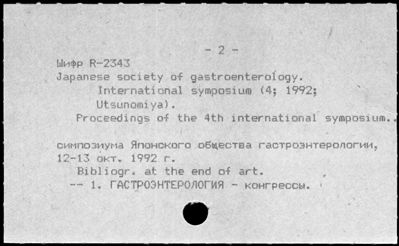 - 2 -
Шифр R-2343
Japanese society of gastroenterology.
International symposium (4; 1992;
Utsunomiya).
Proceedings of the 4th international symposium..
симпозиума Японского общества гастроэнтерологии,
12-13 окт. 1992 г.
Bibliogr. at the end of art.
-- 1. ГАСТРОЭНТЕРОЛОГИЯ - конгрессы.